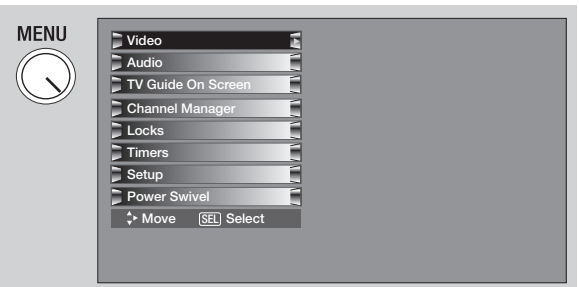 MENU
Video
Audio
TV Guide On Screen
Channel Manager
Locks
Timers
Setup
Power Swivel
Move SEL Select